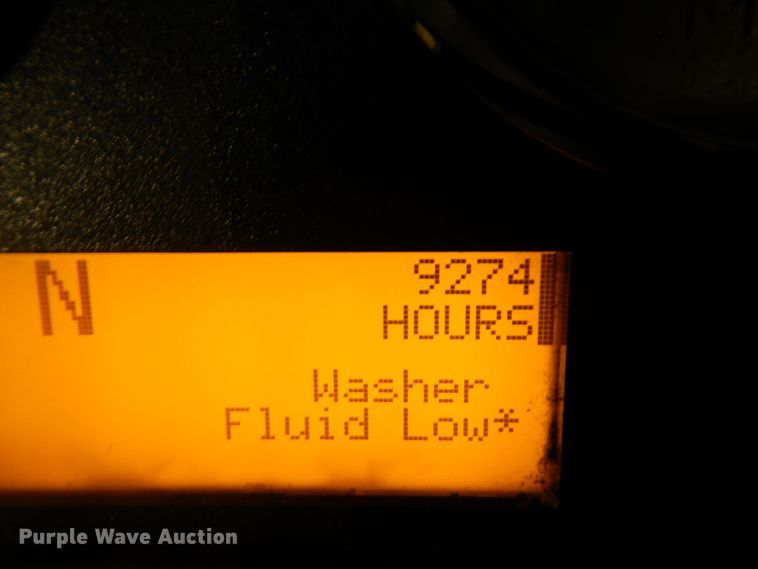 N
9274
HOURS
Washer
Fluid Low*
Purple Wave Auction